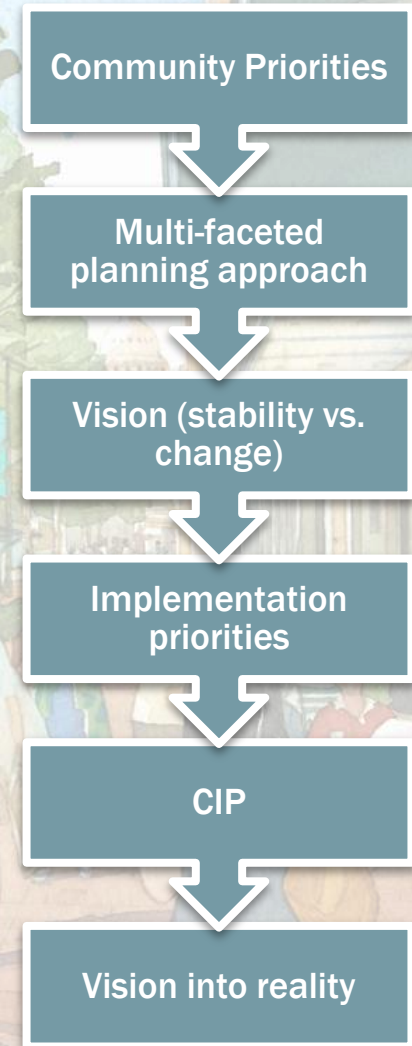 Community Priorities
Multi-faceted
planning approach
Vision (stability vs.
change)
Implementation
priorities
CIP
Vision into reality